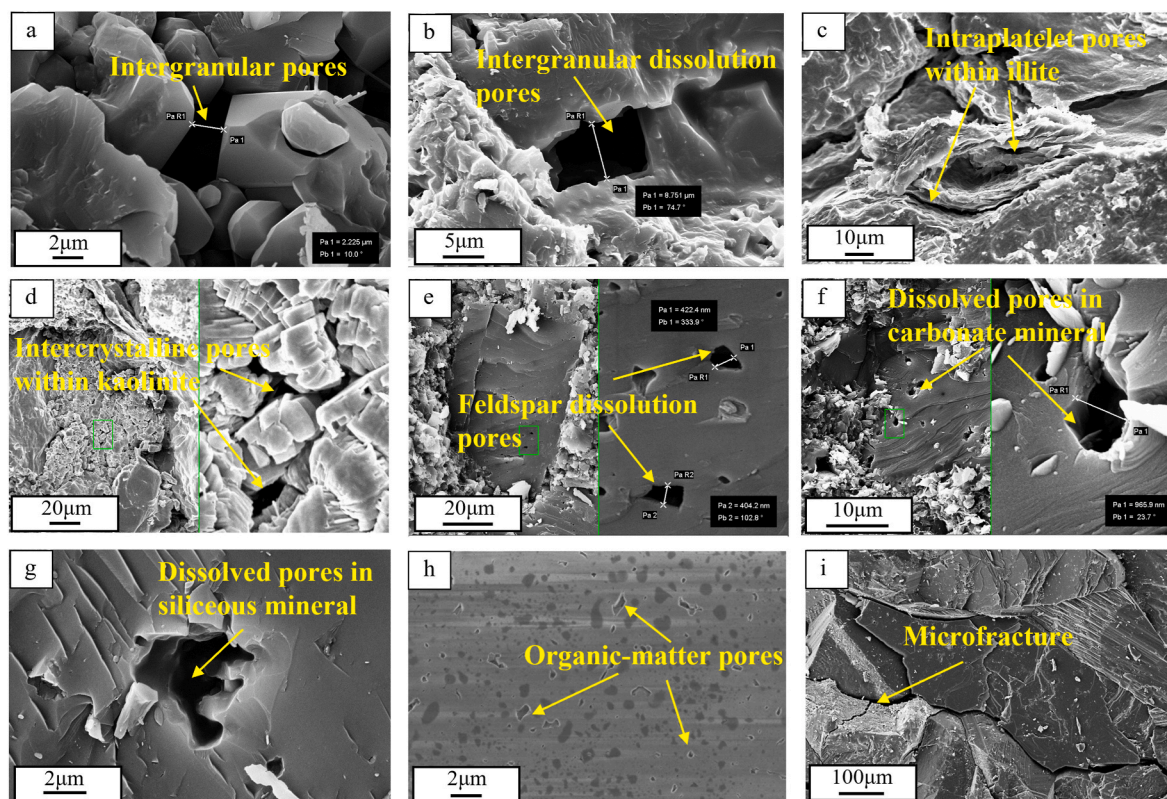 a
Intergranular pores
Pa R1
Pa 1
2μm
Pa 1 = 2.225 μm
Pb 1 = 10.0 °
b
Intergranular dissolution
pores
Pa R1
Pa 1
5μm
Pa 1 = 8.751 μm
Pb 1 = 74.7 °
c
Intraplatelet pores
within illite
10μm
d
Intercrystalline pores
within kaolinite
20μm
e
Pa 1 = 422.4 nm
Pb 1 = 333.9 °
Pa 1
Pa R1
Feldspar dissolution
pores
Pa R2
Pa 2
20μm
Pa 2 = 404.2 nm
Pb 2 = 102.8 °
f
Dissolved pores in
carbonate mineral
Pa R1
Pa 1
10μm
Pa 1 = 965.9 nm
Pb 1 = 23.7 °
g
Dissolved pores in
siliceous mineral
2μm
h
Organic-matter pores
2μm
i
Microfracture
100μm